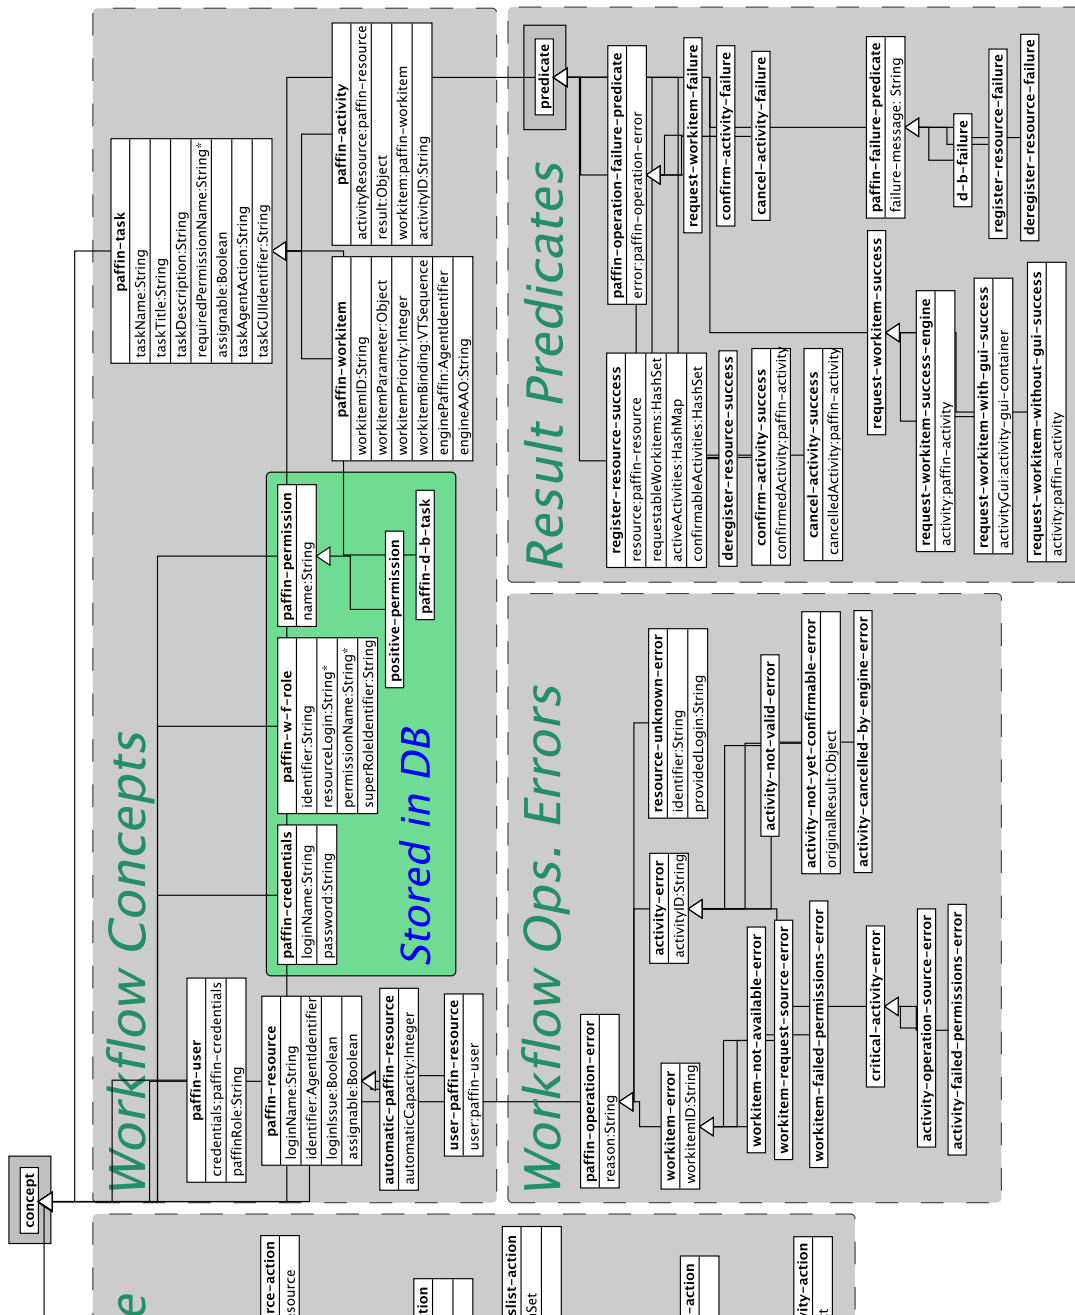 concept
Workflow Concepts
paffin-user
credentials:paffin-credentials
paffinRole:String
paffin-resource
loginName:String
identifier:AgentIdentifier
loginIssue:Boolean
assignable:Boolean
automatic-paffin-resource
automaticCapacity:Integer
user-paffin-resource
user:paffin-user
paffin-credentials
loginName:String
password:String
paffin-w-f-role
identifier:String
resourceLogin:String*
permissionName:String*
superRoleIdentifier:String
paffin-permission
name:String
positive-permission
paffin-d-b-task
Stored in DB
paffin-task
taskName:String
taskTitle:String
taskDescription:String
requiredPermissionName:String*
assignable:Boolean
taskAgentAction:String
taskGUIIdentifier:String
paffin-workitem
workitemID:String
workitemParameter:Object
workitemPriority:Integer
workitemBinding:VTSequence
enginePaffin:AgentIdentifier
engineAAO:String
paffin-activity
activityResource:paffin-resource
result:Object
workitem:paffin-workitem
activityID:String
Workflow Ops. Errors
paffin-operation-error
reason:String
workitem-error
workitemID:String
workitem-not-available-error
workitem-request-source-error
workitem-failed-permissions-error
activity-error
activityID:String
resource-unknown-error
identifier:String
providedLogin:String
activity-not-valid-error
activity-not-yet-confirmable-error
originalResult:Object
activity-cancelled-by-engine-error
critical-activity-error
activity-operation-source-error
activity-failed-permissions-error
Result Predicates
predicate
register-resource-success
resource:paffin-resource
requestableWorkitems:HashSet
activeActivities:HashMap
confirmableActivities:HashSet
deregister-resource-success
confirm-activity-success
confirmedActivity:paffin-activity
cancel-activity-success
cancelledActivity:paffin-activity
paffin-operation-failure-predicate
error:paffin-operation-error
request-workitem-failure
confirm-activity-failure
cancel-activity-failure
request-workitem-success
request-workitem-success-engine
activity:paffin-activity
request-workitem-with-gui-success
activityGui:activity-gui-container
request-workitem-without-gui-success
activity:paffin-activity
paffin-failure-predicate
failure-message: String
d-b-failure
register-resource-failure
deregister-resource-failure
e
rce-action
source
tion
slist-action
Set
-action
vity-action